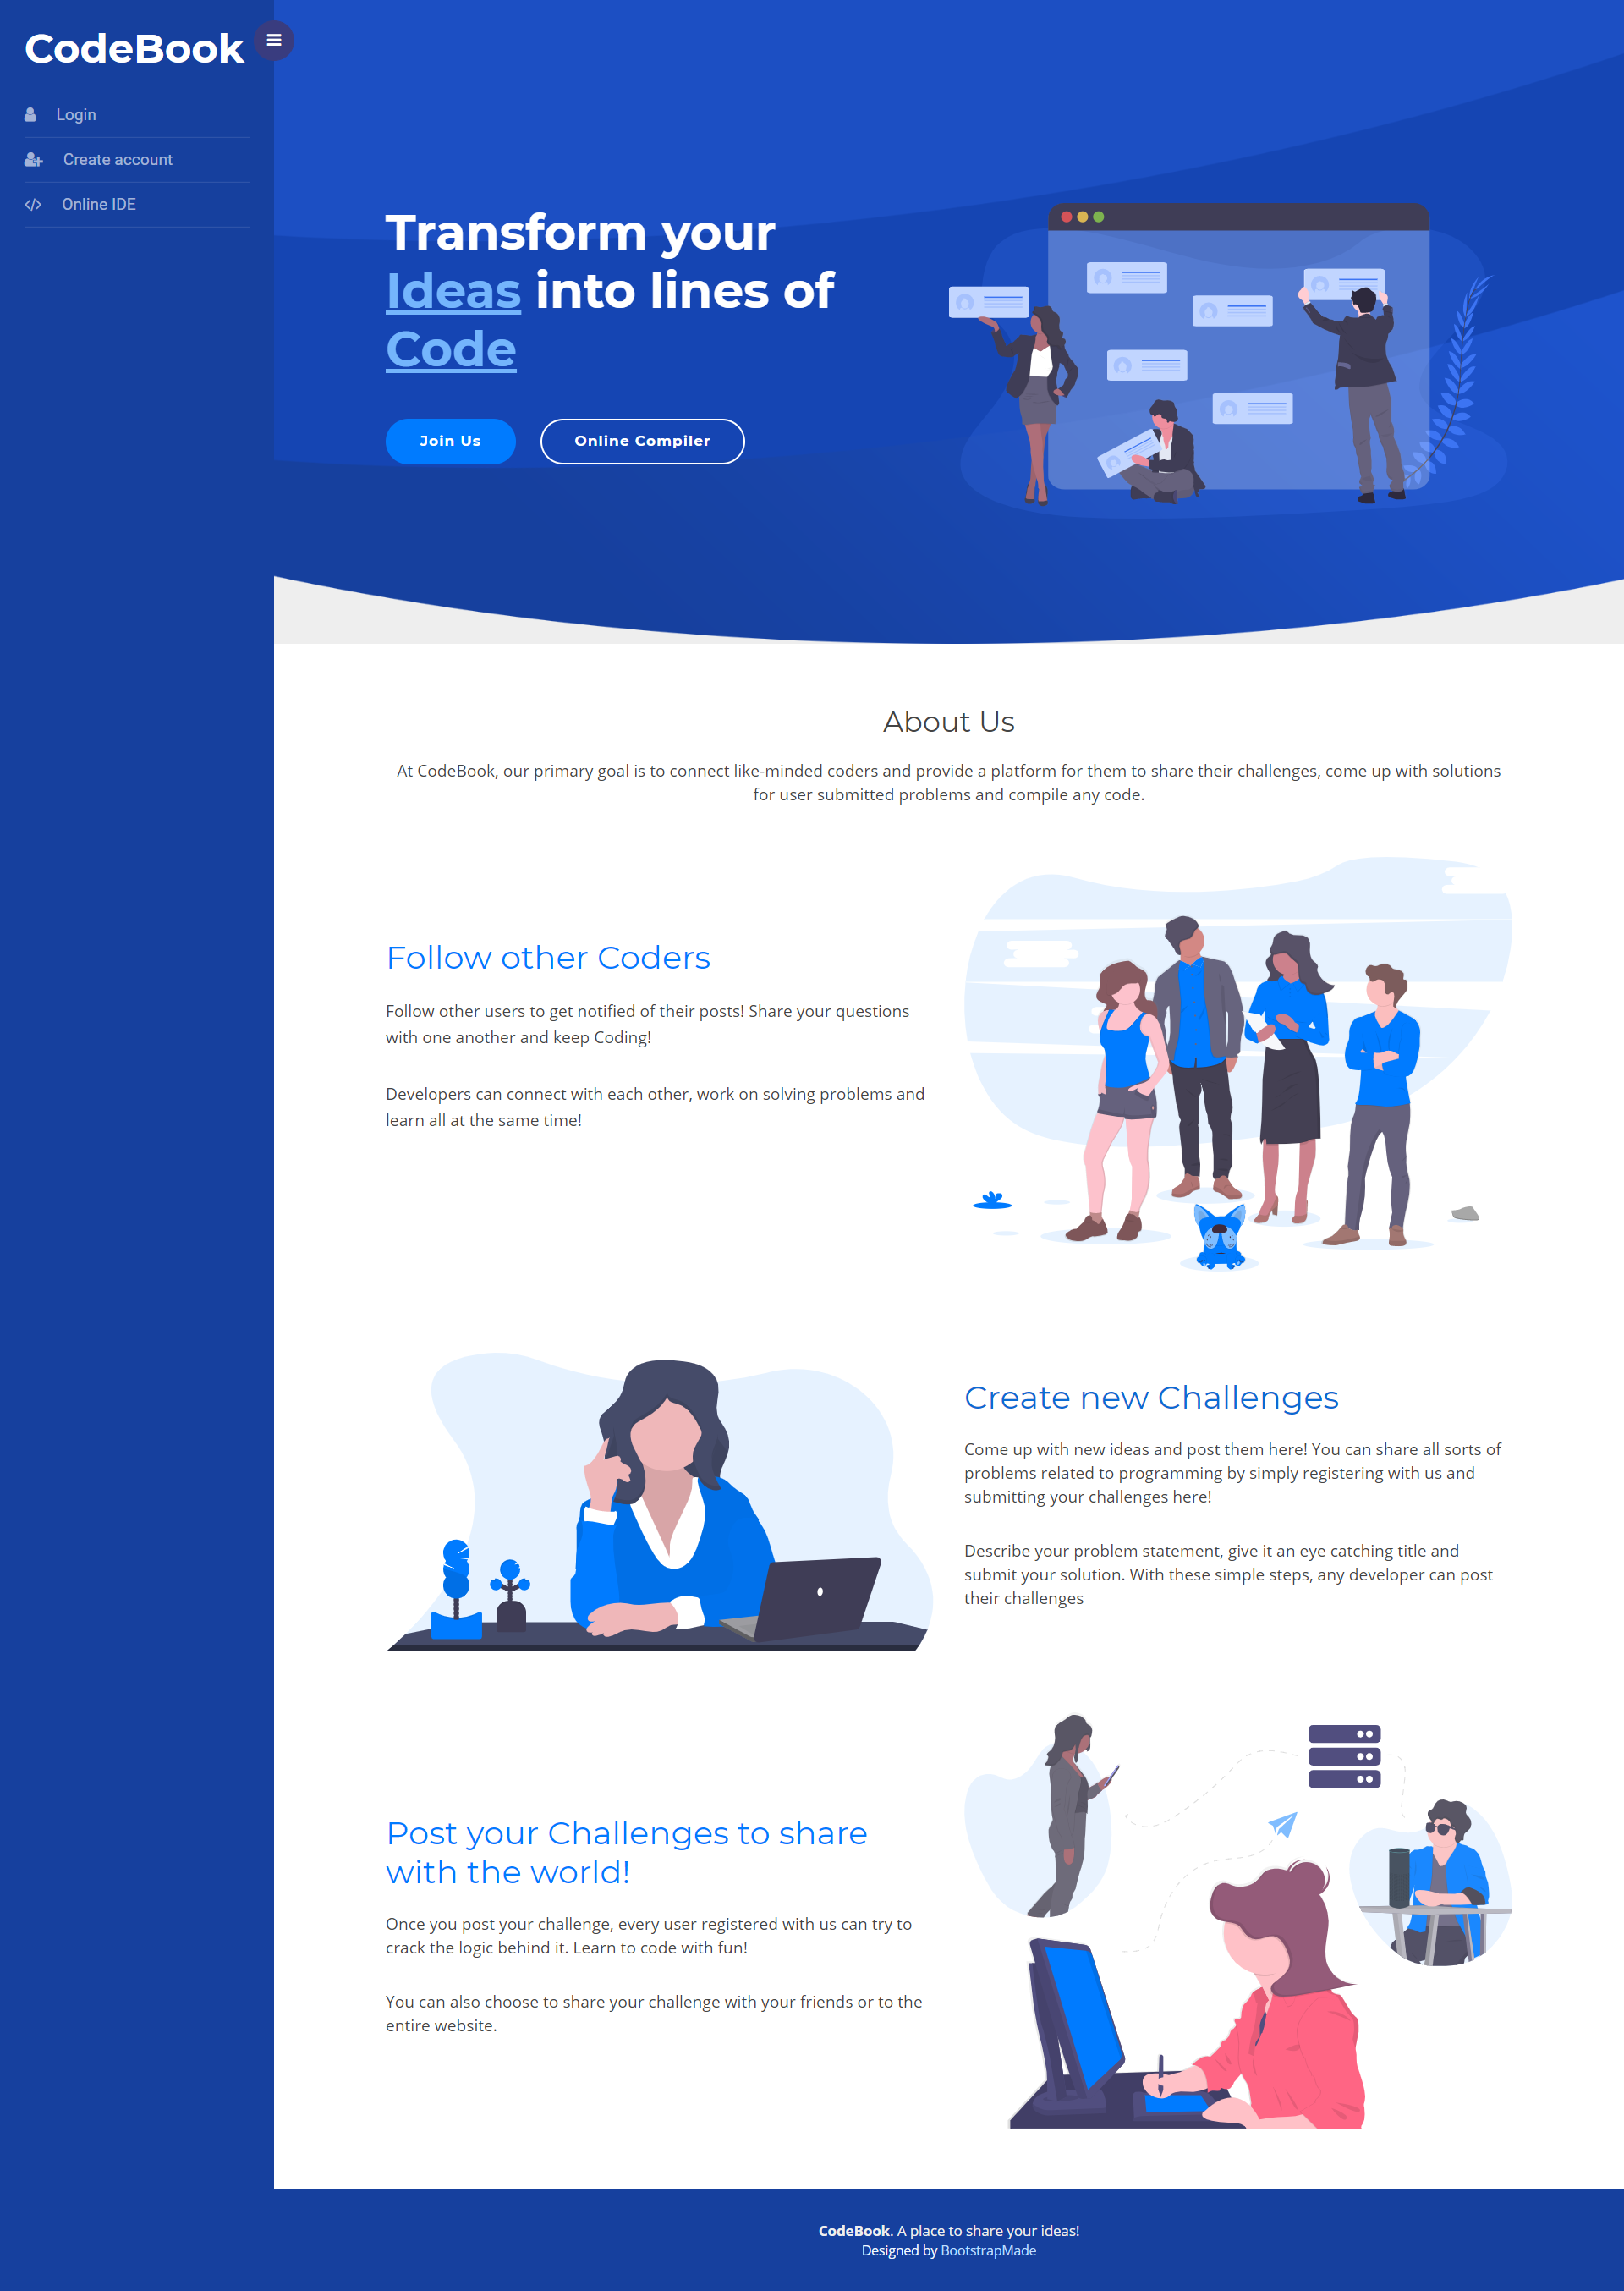 CodeBook
Login
Create account
Online IDE
Transform your
Ideas into lines of
Code
Join Us
Online Compiler
About Us
At CodeBook, our primary goal is to connect like-minded coders and provide a platform for them to share their challenges, come up with solutions
for user submitted problems and compile any code.
Follow other Coders
Follow other users to get notified of their posts! Share your questions
with one another and keep Coding!
Developers can connect with each other, work on solving problems and
learn all at the same time!
Create new Challenges
Come up with new ideas and post them here! You can share all sorts of
problems related to programming by simply registering with us and
submitting your challenges here!
Describe your problem statement, give it an eye catching title and
submit your solution. With these simple steps, any developer can post
their challenges
Post your Challenges to share
with the world!
Once you post your challenge, every user registered with us can try to
crack the logic behind it. Learn to code with fun!
You can also choose to share your challenge with your friends or to the
entire website.
CodeBook. A place to share your ideas!
Designed by BootstrapMade